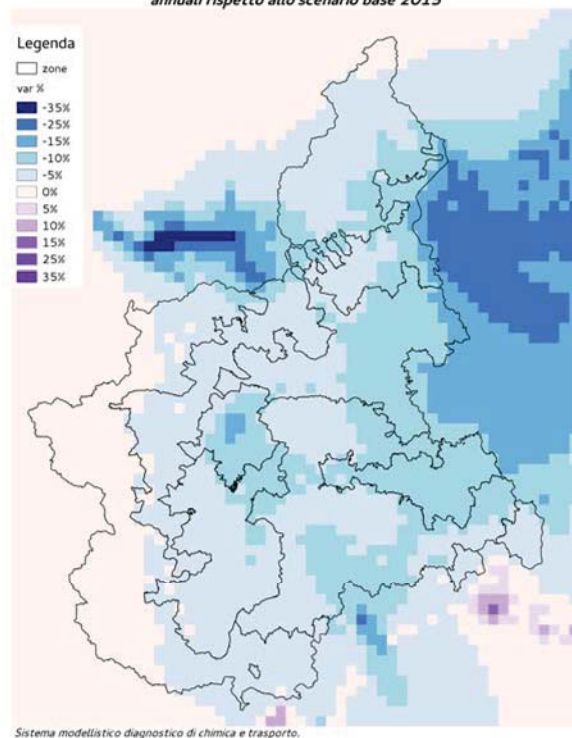 annuali rispetto allo scenario base 2015
Legenda
zone
var %
-35%
-25%
-15%
-10%
-5%
0%
5%
10%
15%
25%
35%
Sistema modellistico diagnostico di chimica e trasporto.